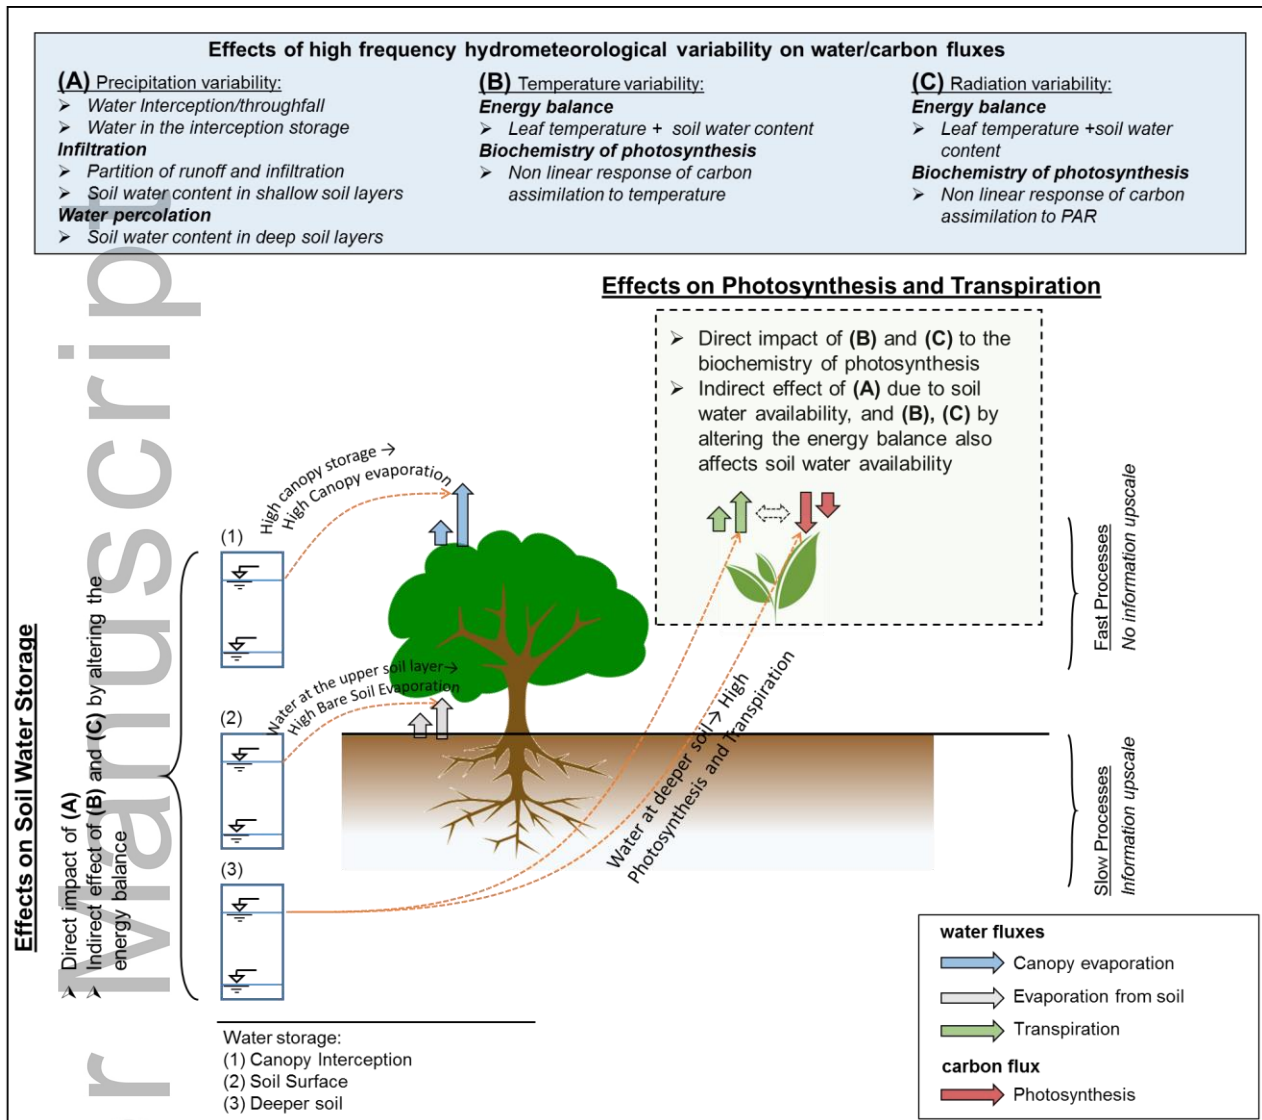 Effects of high frequency hydrometeorological variability on water/carbon fluxes
(A) Precipitation variability:
➢ Water Interception/throughfall
➢ Water in the interception storage
Infiltration
➢ Partition of runoff and infiltration
➢ Soil water content in shallow soil layers
Water percolation
➢ Soil water content in deep soil layers
(B) Temperature variability:
Energy balance
➢ Leaf temperature + soil water content
Biochemistry of photosynthesis
➢ Non linear response of carbon
assimilation to temperature
(C) Radiation variability:
Energy balance
➢ Leaf temperature +soil water
content
Biochemistry of photosynthesis
➢ Non linear response of carbon
assimilation to PAR
Effects on Photosynthesis and Transpiration
➢ Direct impact of (B) and (C) to the
biochemistry of photosynthesis
➢ Indirect effect of (A) due to soil
water availability, and (B), (C) by
altering the energy balance also
affects soil water availability
Effects on Soil Water Storage
➢ Direct impact of (A)
➢ Indirect effect of (B) and (C) by altering the
energy balance
(1)
High canopy storage →
High Canopy evaporation
(2)
Water at the upper soil layer→
High Bare Soil Evaporation
(3)
Water at deeper soil → High
Photosynthesis and Transpiration
Fast Processes
No information upscale
Slow Processes
Information upscale
Water storage:
(1) Canopy Interception
(2) Soil Surface
(3) Deeper soil
water fluxes
Canopy evaporation
Evaporation from soil
Transpiration
carbon flux
Photosynthesis
r Manuscript